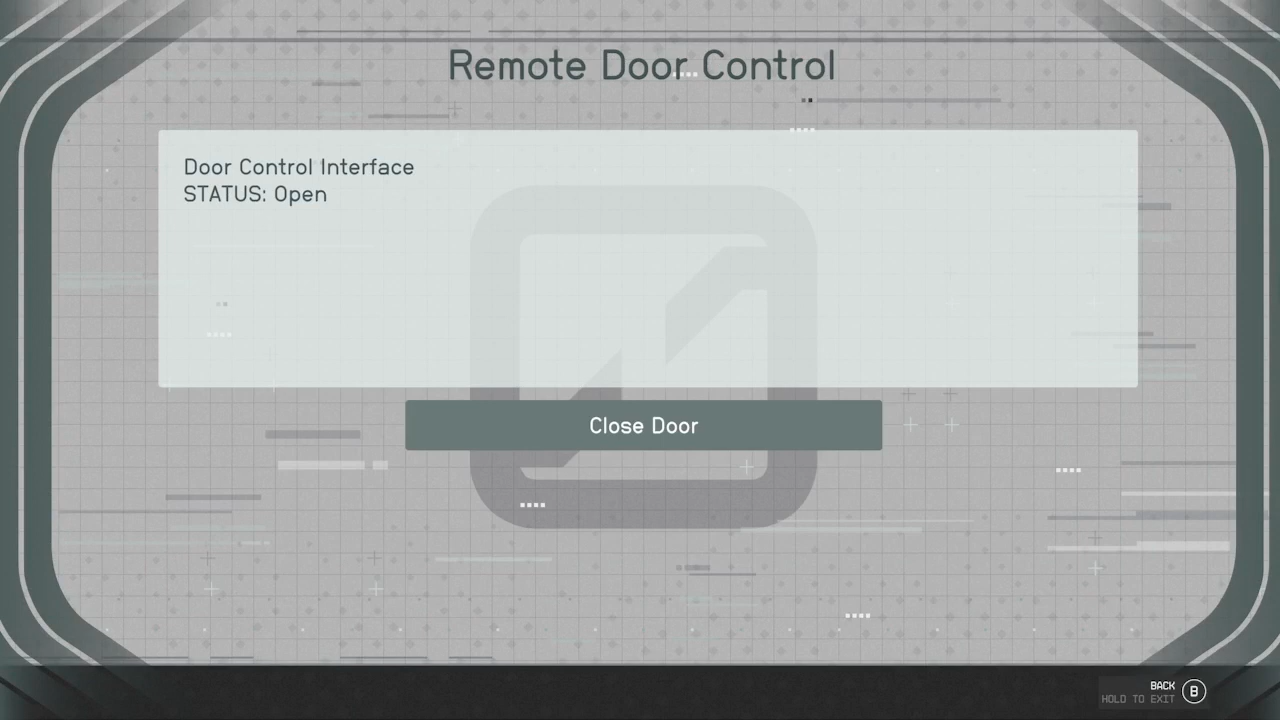 Remote Door Control
Door Control Interface
STATUS: Open
Close Door
BACK
HOLD TO EXIT
B